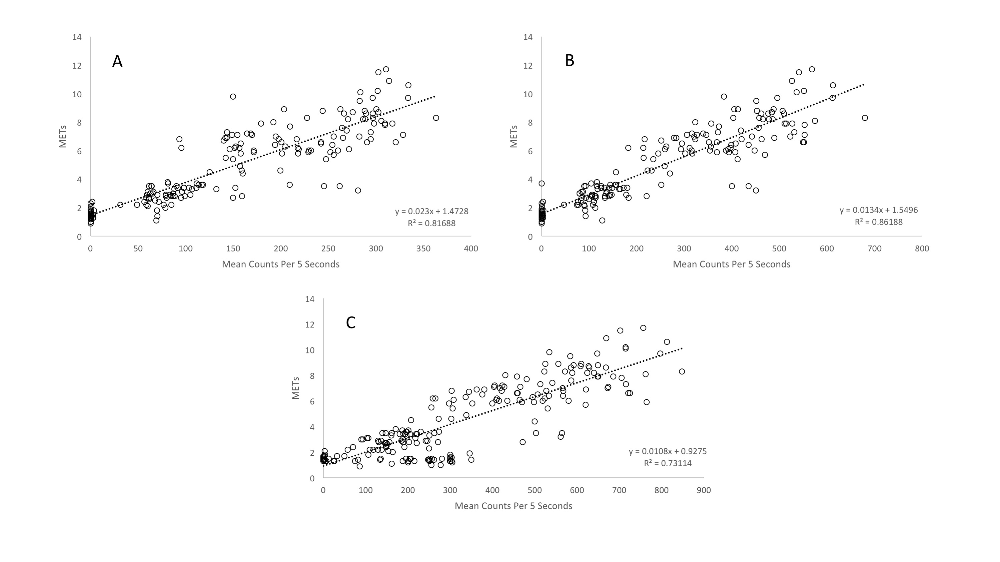 A
METs
14
12
10
8
6
4
2
0
0 50 100 150 200 250 300 350 400
Mean Counts Per 5 Seconds
y = 0.023x + 1.4728
R² = 0.81688
B
METs
14
12
10
8
6
4
2
0
0 100 200 300 400 500 600 700 800
Mean Counts Per 5 Seconds
y = 0.0134x + 1.5496
R² = 0.86188
C
METs
14
12
10
8
6
4
2
0
0 100 200 300 400 500 600 700 800 900
Mean Counts Per 5 Seconds
y = 0.0108x + 0.9275
R² = 0.73114